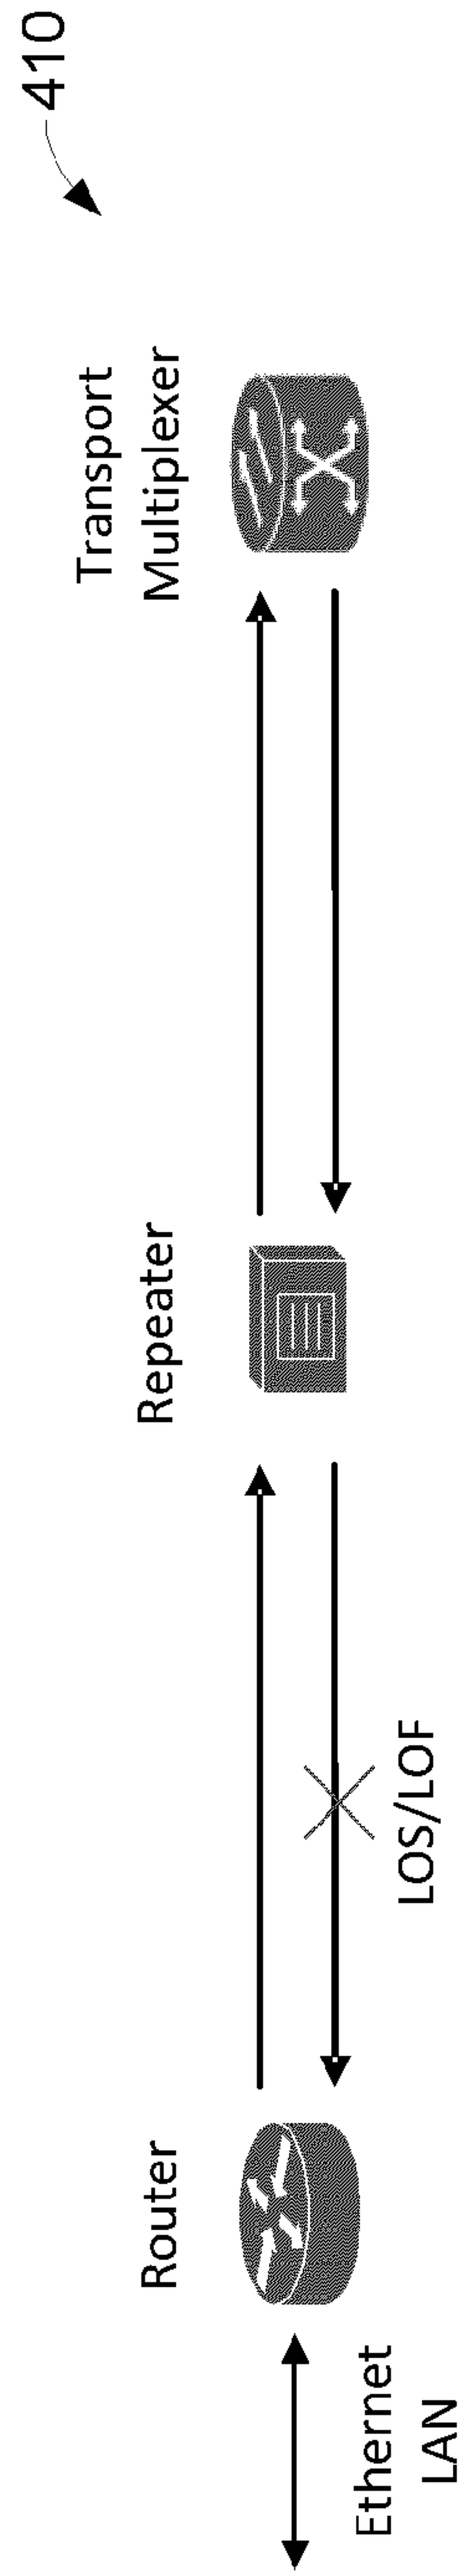 410
Ethernet
LAN
Router
LOS/LOF
Repeater
Transport
Multiplexer